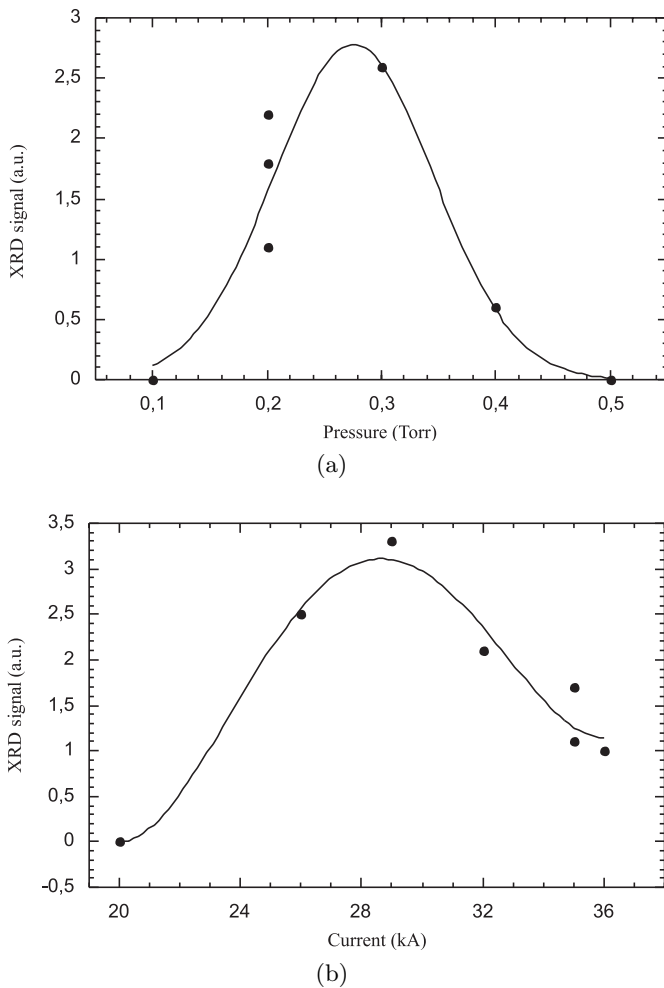 3
2,5
2
1,5
1
0,5
0
XRD signal (a.u.)
0,1 0,2 0,3 0,4 0,5
Pressure (Torr)
(a)
3,5
3
2,5
2
1,5
1
0,5
0
-0,5
XRD signal (a.u.)
20 24 28 32 36
Current (kA)
(b)